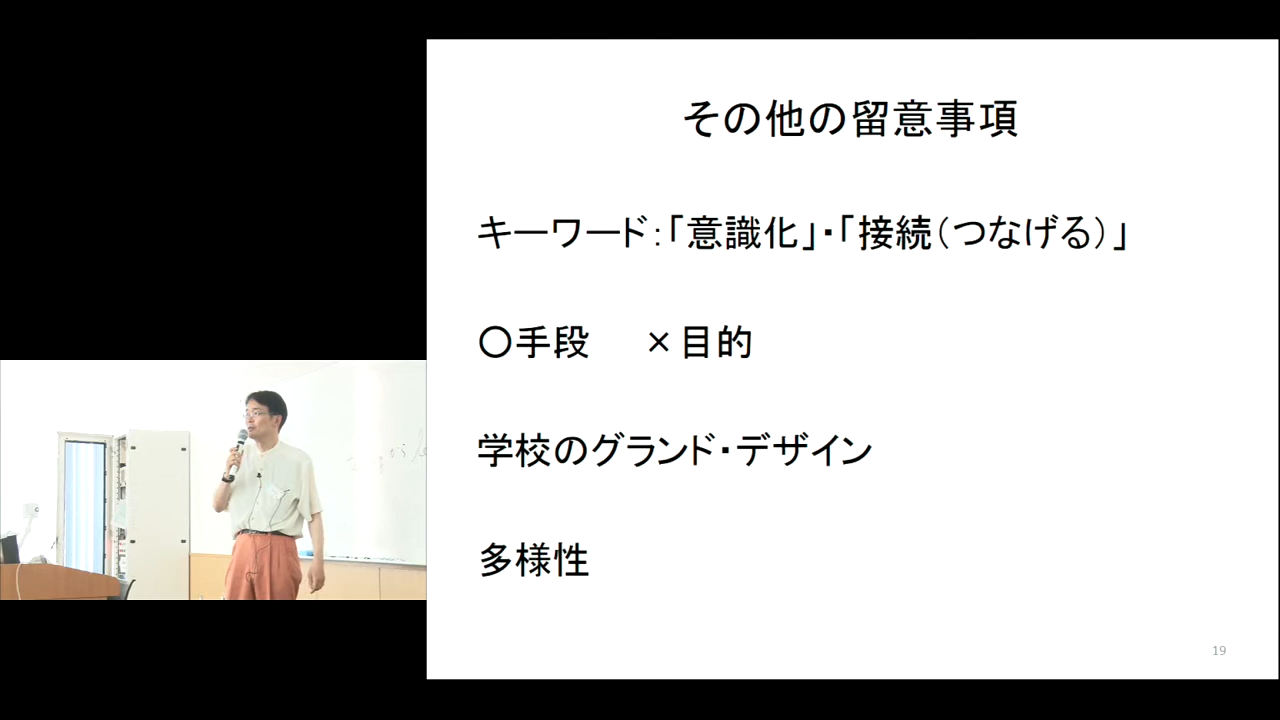 その他の留意事項
キーワード：「意識化」・「接続（つなげる）」
〇手段　×目的
学校のグランド・デザイン
多様性
19